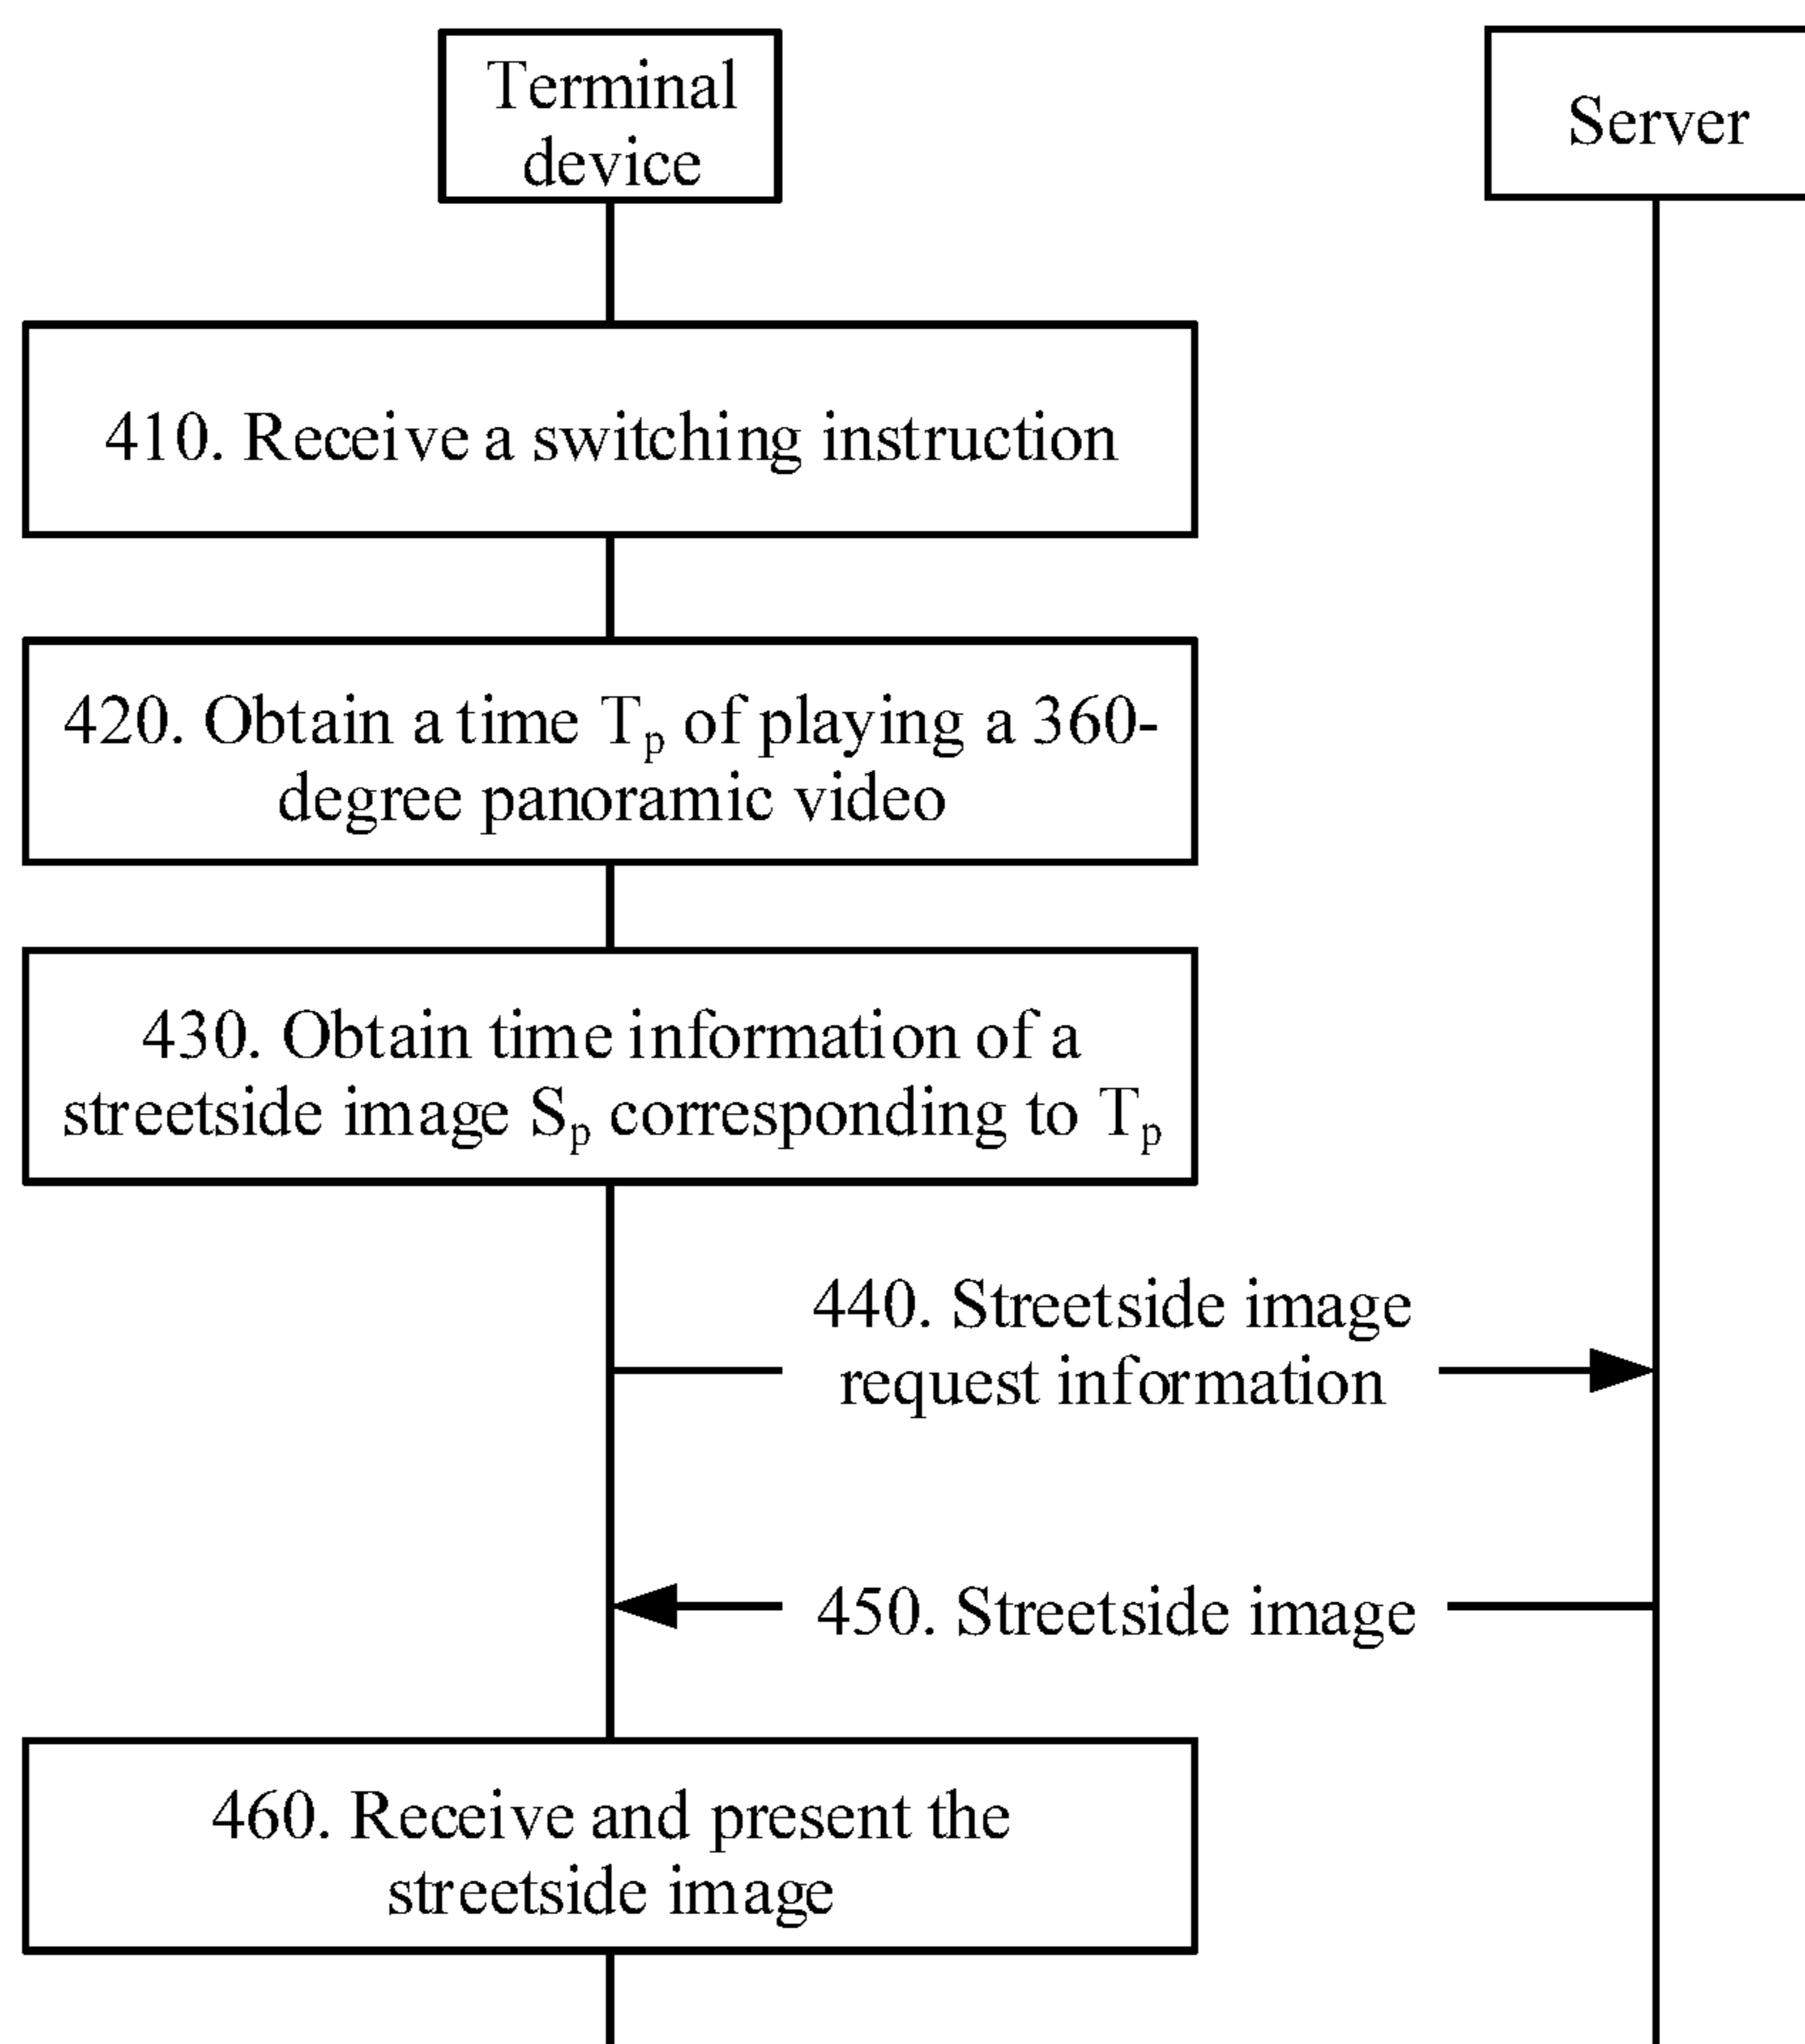 Terminal
device
Server
410. Receive a switching instruction
420. Obtain a time Tp of playing a 360-
degree panoramic video
430. Obtain time information of a
streetside image Sp corresponding to Tp
440. Streetside image
request information
450. Streetside image
460. Receive and present the
streetside image